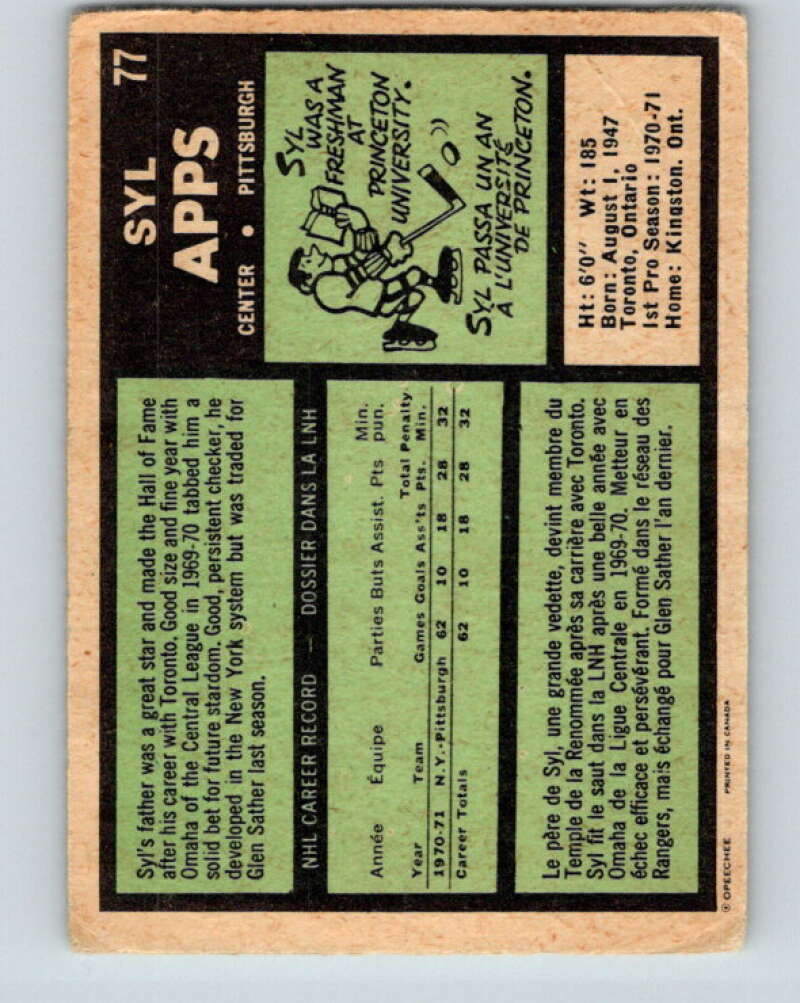 77
SYL
APPS
CENTER • PITTSBURGH
SYL
WAS A
FRESHMAN
AT
PRINCETON
UNIVERSITY.
SYL PASSA UN AN
A L'UNIVERSITÉ
DE PRINCETON.
Ht: 6'0" Wt: 185
Born: August 1, 1947
Toronto, Ontario
1st Pro Season: 1970-71
Home: Kingston. Ont.
Syl's father was a great star and made the Hall of Fame
after his career with Toronto. Good size and fine year with
Omaha of the Central League in 1969-70 tabbed him a
solid bet for future stardom. Good, persistent checker, he
developed in the New York system but was traded for
Glen Sather last season.
NHL CAREER RECORD — DOSSIER DANS LA LNH
Min.
Année Équipe Parties Buts Assist. Pts pun.
Total Penalty
Year Team Games Goals Ass'ts Pts. Min.
1970-71 N.Y.-Pittsburgh 62 10 18 28 32
Career Totals 62 10 18 28 32
Le père de Syl, une grande vedette, devint membre du
Temple de la Renommée après sa carrière avec Toronto.
Syl fit le saut dans la LNH après une belle année avec
Omaha de la Ligue Centrale en 1969-70. Metteur en
échec efficace et persévérant. Formé dans le réseau des
Rangers, mais échangé pour Glen Sather l'an dernier.
® OPEECHEE PRINTED IN CANADA